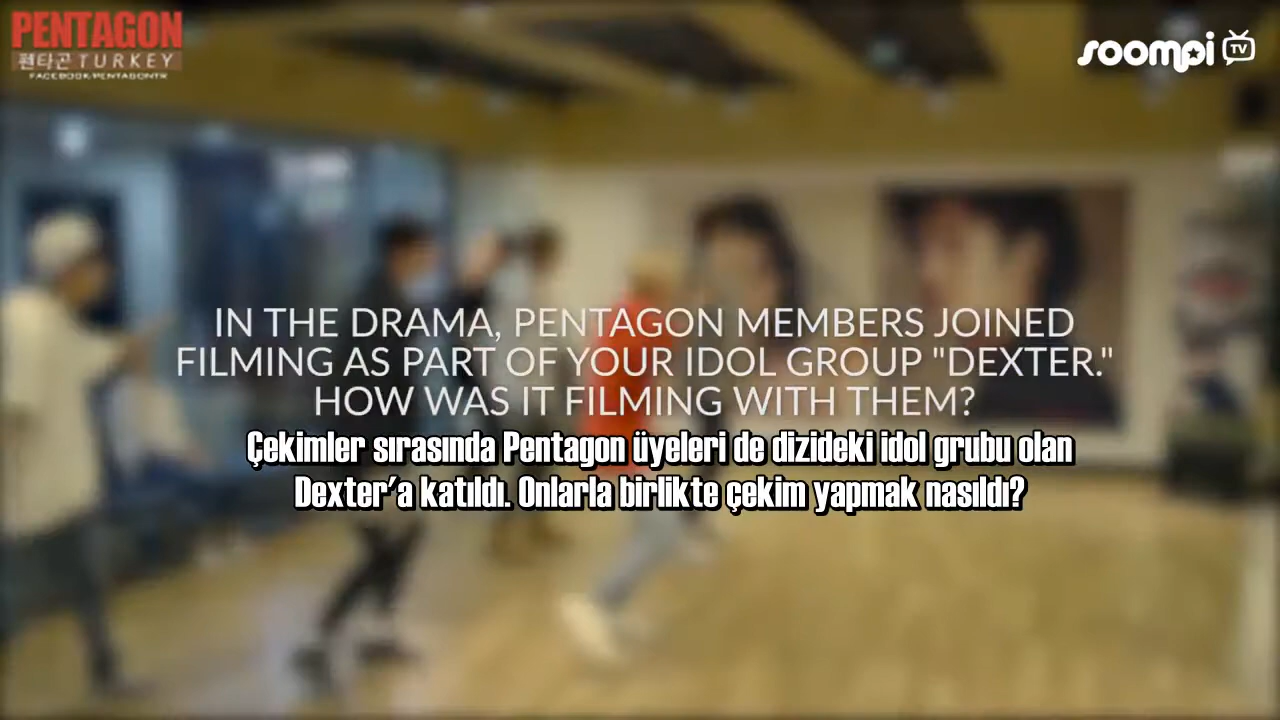 PENTAGON
펜타곤 TURKEY
FACEBOOK/PENTAGONTR
soompi TV
IN THE DRAMA, PENTAGON MEMBERS JOINED
FILMING AS PART OF YOUR IDOL GROUP "DEXTER."
HOW WAS IT FILMING WITH THEM?
Çekimler sırasında Pentagon üyeleri de dizideki idol grubu olan
Dexter'a katıldı. Onlarla birlikte çekim yapmak nasıldı?